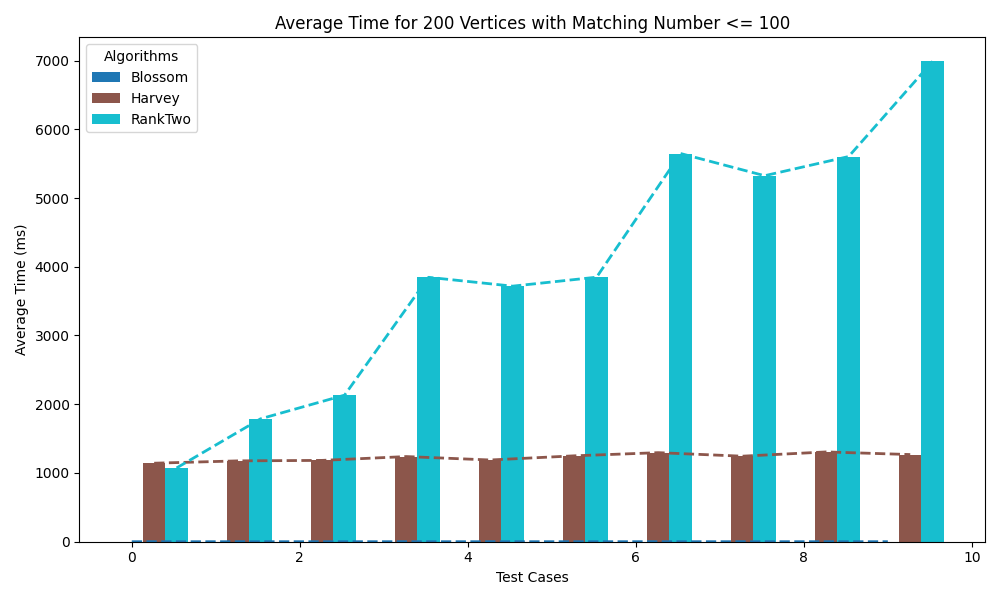 Average Time for 200 Vertices with Matching Number <= 100
Algorithms
Blossom
Harvey
RankTwo
7000
6000
5000
4000
3000
2000
1000
0
Average Time (ms)
0 2 4 6 8 10
Test Cases